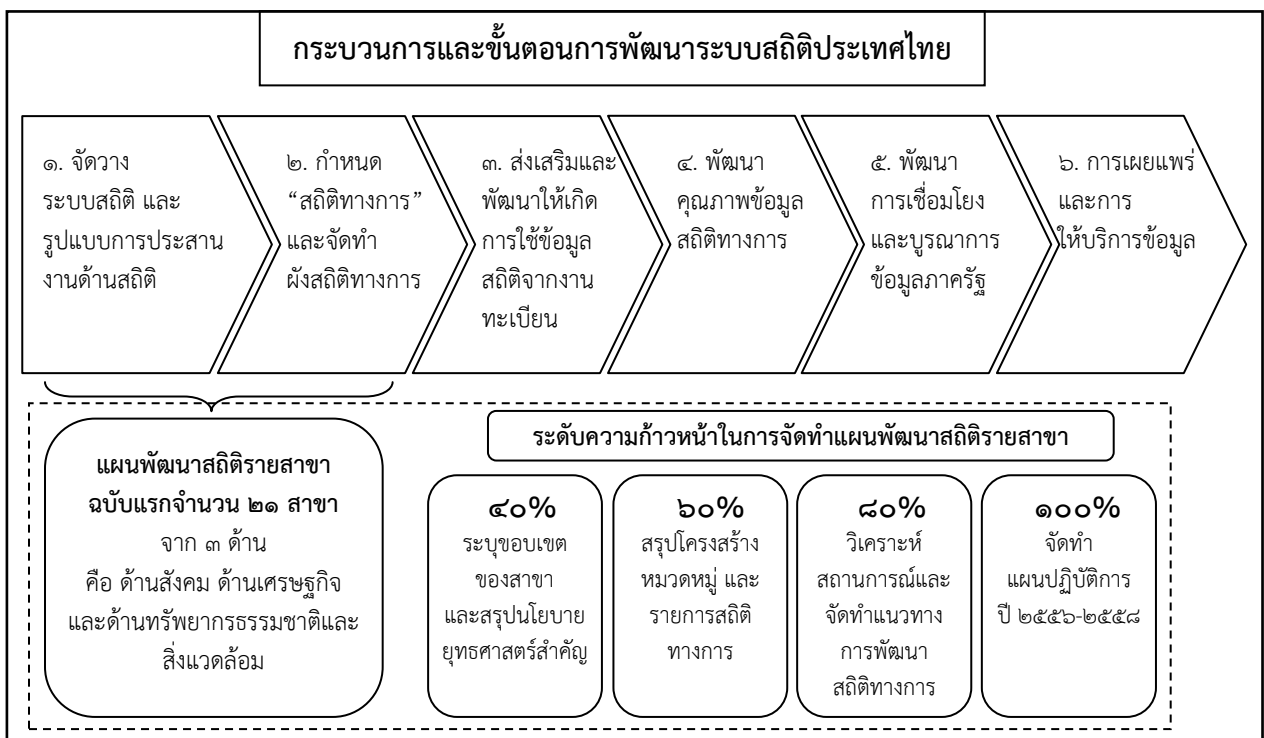 กระบวนการและขั้นตอนการพัฒนาระบบสถิติประเทศไทย
๑. จัดวาง
ระบบสถิติ และ
รูปแบบการประสาน
งานด้านสถิติ
๒. กำหนด
“สถิติทางการ”
และจัดทำ
ผังสถิติทางการ
๓. ส่งเสริมและ
พัฒนาให้เกิด
การใช้ข้อมูล
สถิติจากงาน
ทะเบียน
๔. พัฒนา
คุณภาพข้อมูล
สถิติทางการ
๕. พัฒนา
การเชื่อมโยง
และบูรณาการ
ข้อมูลภาครัฐ
๖. การเผยแพร่
และการ
ให้บริการข้อมูล
แผนพัฒนาสถิติรายสาขา
ฉบับแรกจำนวน ๒๑ สาขา
จาก ๓ ด้าน
คือ ด้านสังคม ด้านเศรษฐกิจ
และด้านทรัพยากรธรรมชาติและ
สิ่งแวดล้อม
ระดับความก้าวหน้าในการจัดทำแผนพัฒนาสถิติรายสาขา
๔๐%
ระบุขอบเขต
ของสาขา
และสรุปนโยบาย
ยุทธศาสตร์สำคัญ
๖๐%
สรุปโครงสร้าง
หมวดหมู่ และ
รายการสถิติ
ทางการ
๘๐%
วิเคราะห์
สถานการณ์และ
จัดทำแนวทาง
การพัฒนา
สถิติทางการ
๑๐๐%
จัดทำ
แผนปฏิบัติการ
ปี ๒๕๕๖-๒๕๕๘